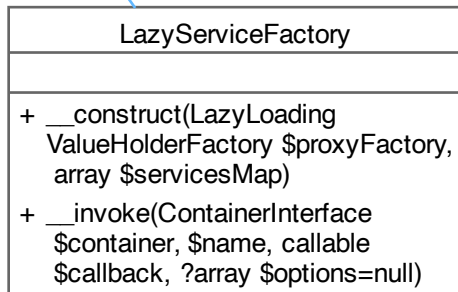 LazyServiceFactory
+ __construct(LazyLoading
ValueHolderFactory $proxyFactory,
array $servicesMap)
+ __invoke(ContainerInterface
$container, $name, callable
$callback, ?array $options=null)